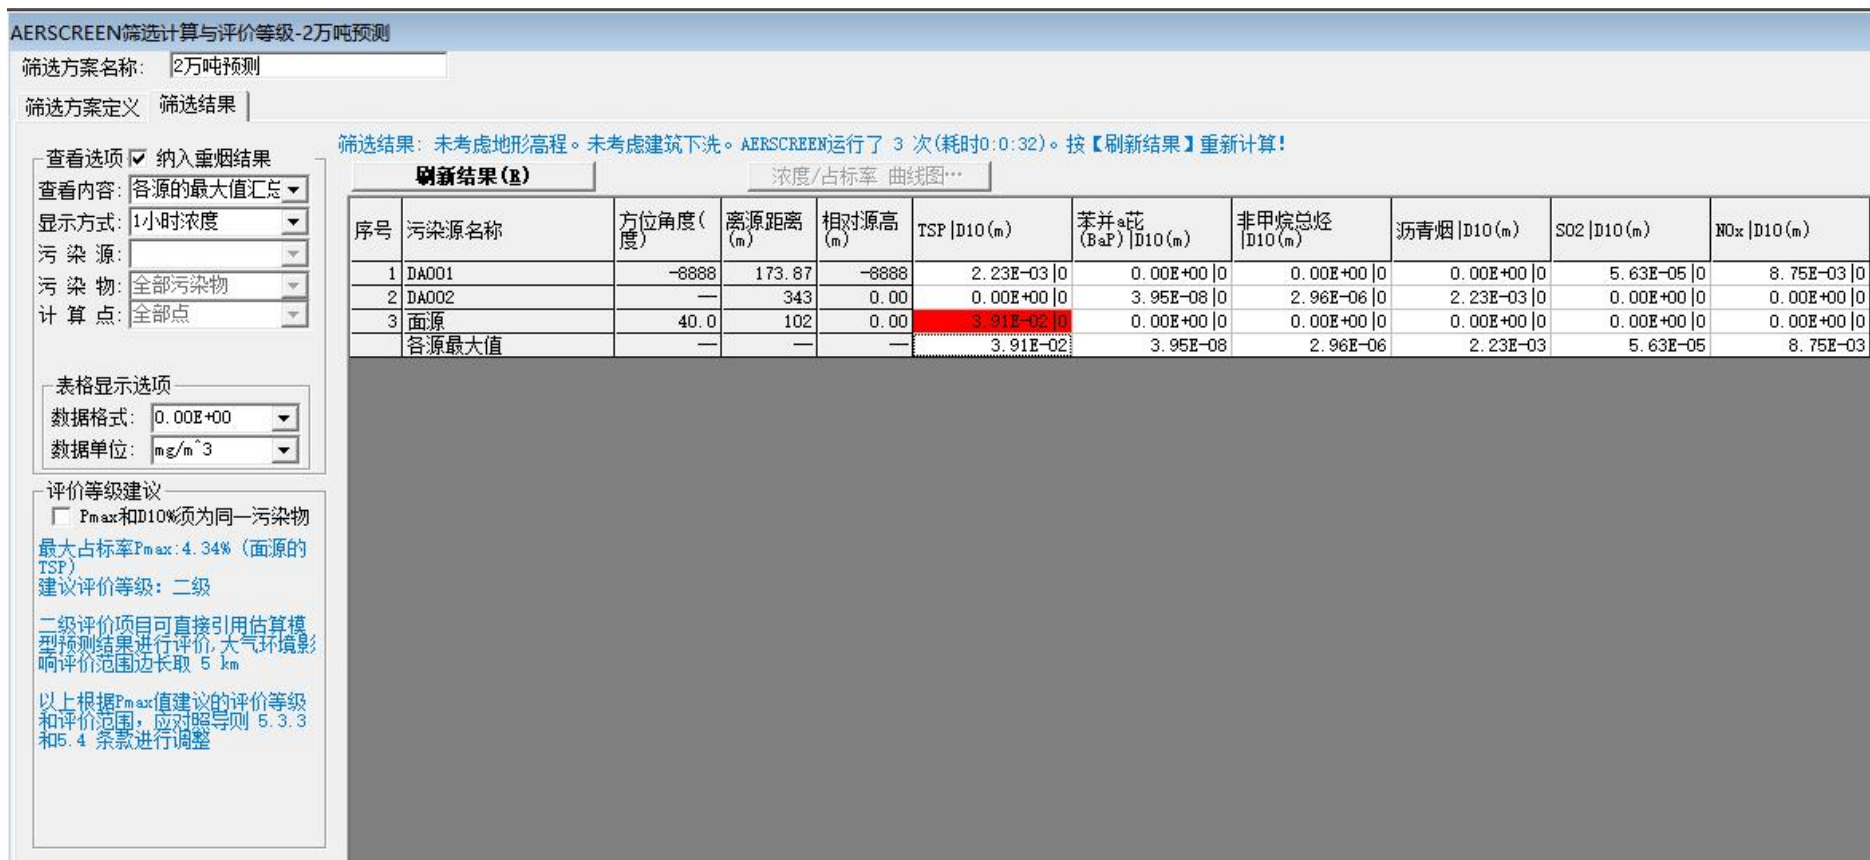 AERSCREEN筛选计算与评价等级-2万吨预测
筛选方案名称: 2万吨预测
筛选方案定义 筛选结果
筛选结果: 未考虑地形高程。未考虑建筑下洗。AERSCREEN运行了 3 次(耗时0:0:32)。按【刷新结果】重新计算!
查看选项 纳入重烟结果
查看内容: 各源的最大值汇总
显示方式: 1小时浓度
污 染 源:
污 染 物: 全部污染物
计 算 点: 全部点
表格显示选项
数据格式: 0.00E+00
数据单位: mg/m^3
评价等级建议
Pmax和D10%须为同一污染物
最大占标率Pmax:4.34% (面源的
TSP)
建议评价等级: 二级
二级评价项目可直接引用估算模
型预测结果进行评价,大气环境影
响评价范围边长取 5 km
以上根据Pmax值建议的评价等级
和评价范围,应对照导则 5.3.3
和5.4 条款进行调整
刷新结果(R) 浓度/占标率 曲线图…
序号 污染源名称 方位角度(度) 离源距离(m) 相对源高(m) TSP|D10(m) 苯并a芘(BaP)|D10(m) 非甲烷总烃|D10(m) 沥青烟|D10(m) SO2|D10(m) NOx|D10(m)
1 DA001 -8888 173.87 -8888 2.23E-03|0 0.00E+00|0 0.00E+00|0 0.00E+00|0 5.63E-05|0 8.75E-03|0
2 DA002 — 343 0.00 0.00E+00|0 3.95E-08|0 2.96E-06|0 2.23E-03|0 0.00E+00|0 0.00E+00|0
3 面源 40.0 102 0.00 3.91E-02|0 0.00E+00|0 0.00E+00|0 0.00E+00|0 0.00E+00|0 0.00E+00|0
各源最大值 — — — 3.91E-02 3.95E-08 2.96E-06 2.23E-03 5.63E-05 8.75E-03